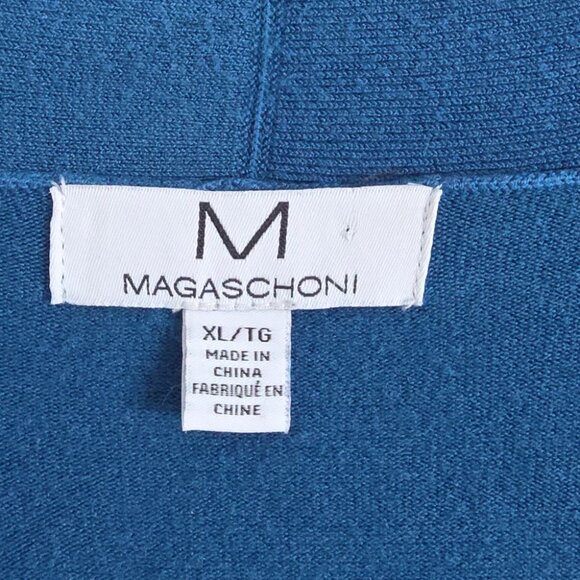 M
MAGASCHONI
XL/TG
MADE IN
CHINA
FABRIQUÉ EN
CHINE